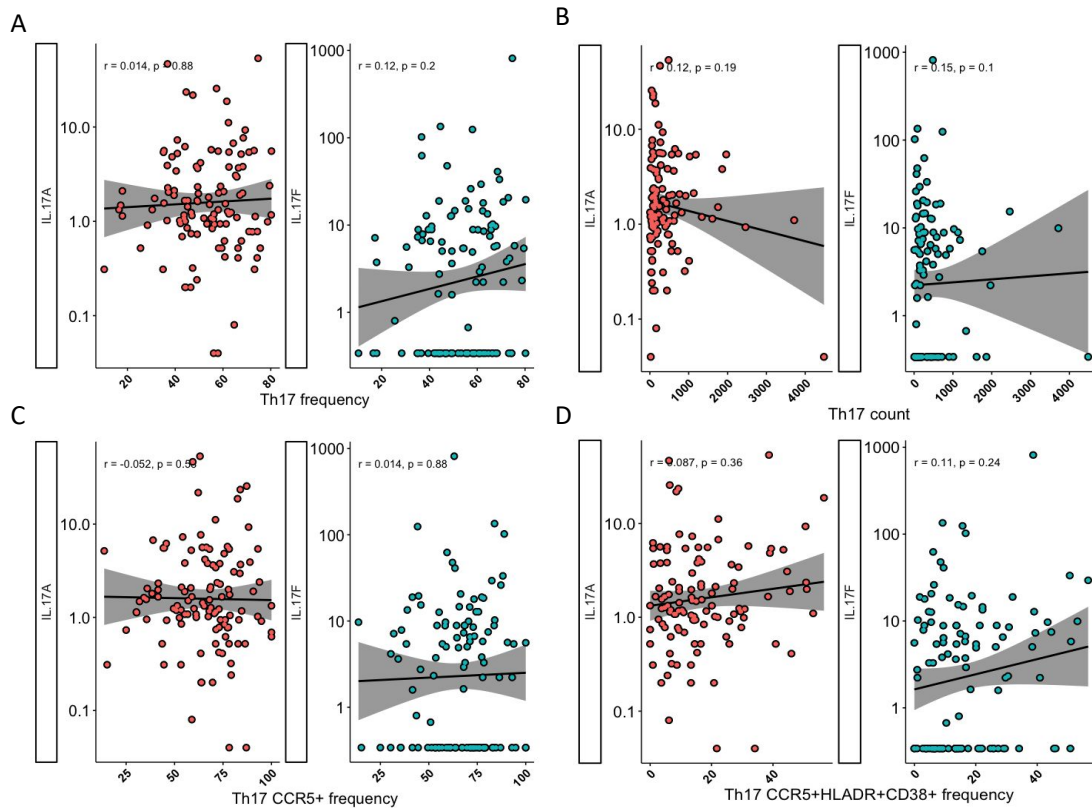 A
IL.17A
r = 0.014, p = 0.88
10.0
1.0
0.1
20 40 60 80
IL.17F
r = 0.12, p = 0.2
1000
100
10
1
20 40 60 80
Th17 frequency
B
IL.17A
0.12, p = 0.19
10.0
1.0
0.1
0 1000 2000 3000 4000
IL.17F
0.15, p = 0.1
1000
100
10
1
0 1000 2000 3000 4000
Th17 count
C
IL.17A
r = -0.052, p =
10.0
1.0
0.1
25 50 75 100
IL.17F
r = 0.014, p = 0.88
1000
100
10
1
25 50 75 100
Th17 CCR5+ frequency
D
IL.17A
r = 0.087, p = 0.36
10.0
1.0
0.1
0 20 40
IL.17F
r = 0.11, p = 0.24
1000
100
10
1
0 20 40
Th17 CCR5+HLADR+CD38+ frequency